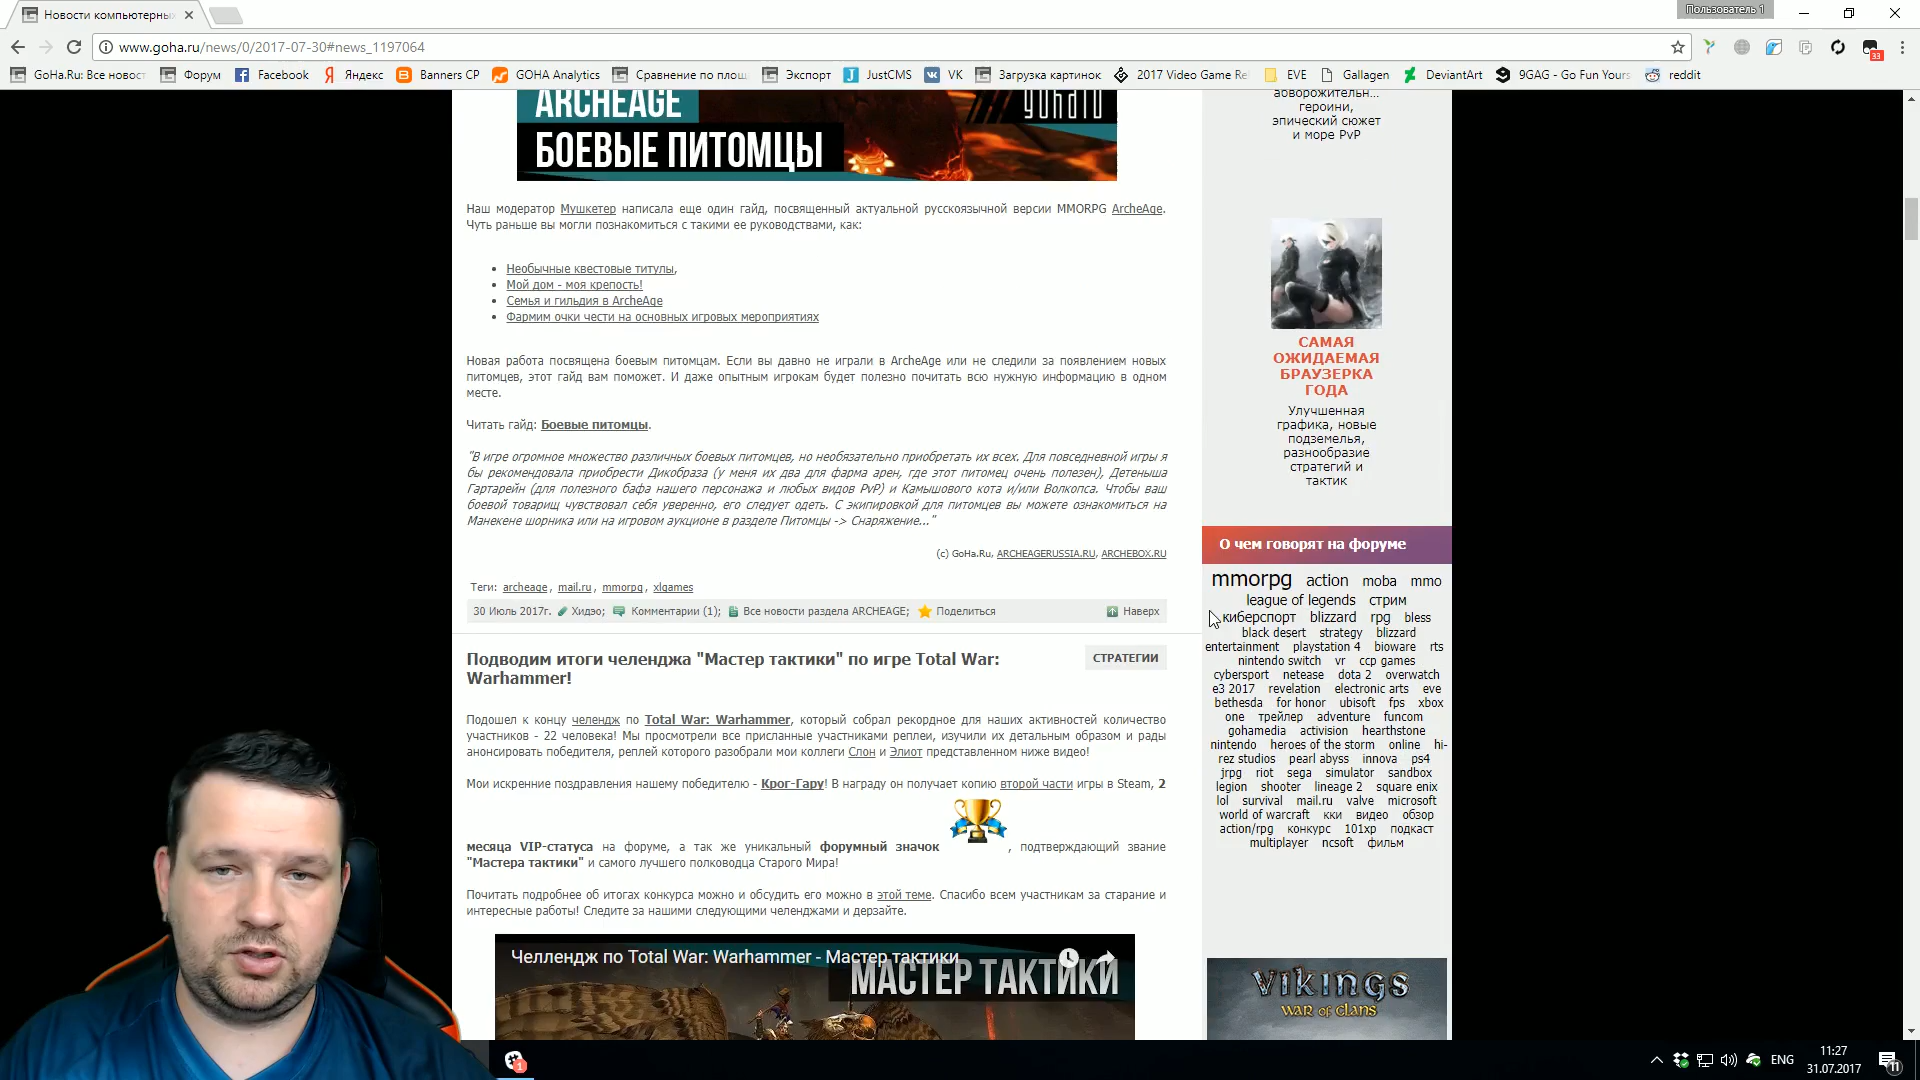 Новости компьютерных
Пользователь 1
www.goha.ru/news/0/2017-07-30#news_1197064
33
GoHa.Ru: Все новост
Форум
Facebook
Яндекс
Banners CP
GOHA Analytics
Сравнение по площ
Экспорт
JustCMS
VK
Загрузка картинок
2017 Video Game Re
EVE
Gallagen
DeviantArt
9GAG - Go Fun Yours
reddit
ARCHEAGE
БОЕВЫЕ ПИТОМЦЫ
Наш модератор Мушкетер написала еще один гайд, посвященный актуальной русскоязычной версии MMORPG ArcheAge.
Чуть раньше вы могли познакомиться с такими ее руководствами, как:
Необычные квестовые титулы,
Мой дом - моя крепость!
Семья и гильдия в ArcheAge
Фармим очки чести на основных игровых мероприятиях
Новая работа посвящена боевым питомцам. Если вы давно не играли в ArcheAge или не следили за появлением новых
питомцев, этот гайд вам поможет. И даже опытным игрокам будет полезно почитать всю нужную информацию в одном
месте.
Читать гайд: Боевые питомцы.
"В игре огромное множество различных боевых питомцев, но необязательно приобретать их всех. Для повседневной игры я
бы рекомендовала приобрести Дикобраза (у меня их два для фарма арен, где этот питомец очень полезен), Детеныша
Гартарейн (для полезного бафа нашего персонажа и любых видов PvP) и Камышового кота и/или Волкопса. Чтобы ваш
боевой товарищ чувствовал себя уверенно, его следует одеть. С экипировкой для питомцев вы можете ознакомиться на
Манекене шорника или на игровом аукционе в разделе Питомцы -> Снаряжение..."
(c) GoHa.Ru, ARCHEAGERUSSIA.RU, ARCHEBOX.RU
Теги: archeage, mail.ru, mmorpg, xlgames
30 Июль 2017г. Хидзо; Комментарии (1); Все новости раздела ARCHEAGE; Поделиться Наверх
Подводим итоги челенджа "Мастер тактики" по игре Total War:
Warhammer!
СТРАТЕГИИ
Подошел к концу челендж по Total War: Warhammer, который собрал рекордное для наших активностей количество
участников - 22 человека! Мы просмотрели все присланные участниками реплеи, изучили их детальным образом и рады
анонсировать победителя, реплей которого разобрали мои коллеги Слон и Элиот представленном ниже видео!
Мои искренние поздравления нашему победителю - Крог-Гару! В награду он получает копию второй части игры в Steam, 2
месяца VIP-статуса на форуме, а так же уникальный форумный значок , подтверждающий звание
"Мастера тактики" и самого лучшего полководца Старого Мира!
Почитать подробнее об итогах конкурса можно и обсудить его можно в этой теме. Спасибо всем участникам за старание и
интересные работы! Следите за нашими следующими челенджами и дерзайте.
Челлендж по Total War: Warhammer - Мастер тактики
МАСТЕР ТАКТИКИ
абворожительн...
героини,
эпический сюжет
и море PvP
САМАЯ
ОЖИДАЕМАЯ
БРАУЗЕРКА
ГОДА
Улучшенная
графика, новые
подземелья,
разнообразие
стратегий и
тактик
О чем говорят на форуме
mmorpg action moba mmo
league of legends стрим
киберспорт blizzard rpg bless
black desert strategy blizzard
entertainment playstation 4 bioware rts
nintendo switch vr ccp games
cybersport netease dota 2 overwatch
e3 2017 revelation electronic arts eve
bethesda for honor ubisoft fps xbox
one трейлер adventure funcom
gohamedia activision hearthstone
nintendo heroes of the storm online hi-
rez studios pearl abyss innova ps4
jrpg riot sega simulator sandbox
legion shooter lineage 2 square enix
lol survival mail.ru valve microsoft
world of warcraft кки видео обзор
action/rpg конкурс 101xp подкаст
multiplayer ncsoft фильм
VIKINGS
WAR OF CLANS
1
ENG
11:27
31.07.2017
11